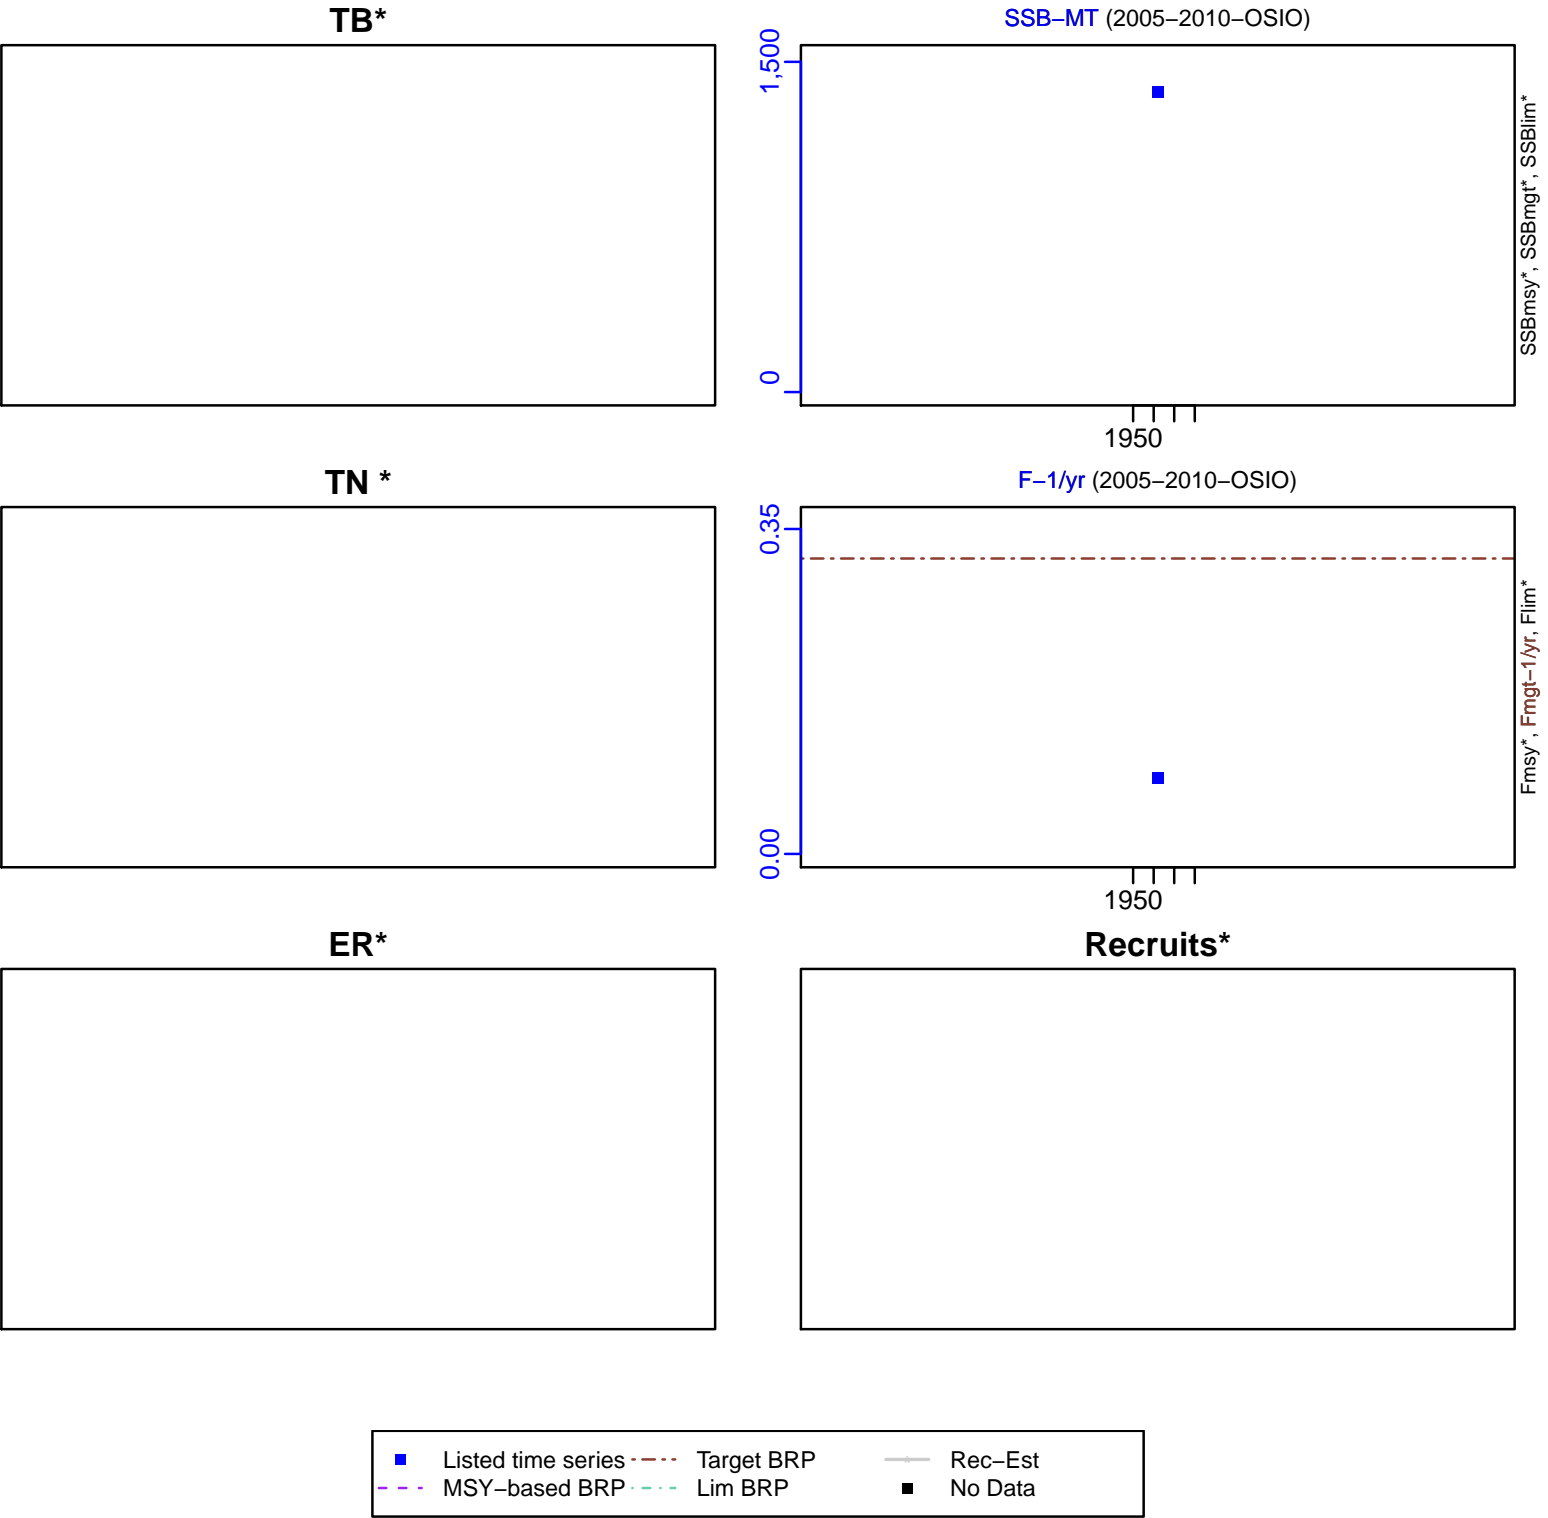 TB*
SSB−MT (2005−2010−OSIO)
1,500
0
1950
SSBmsy*, SSBmgt*, SSBlim*
TN *
F−1/yr (2005−2010−OSIO)
0.35
0.00
1950
Fmsy*, Fmgt−1/yr, Flim*
ER*
Recruits*
Listed time series
Target BRP
Rec−Est
MSY−based BRP
Lim BRP
No Data